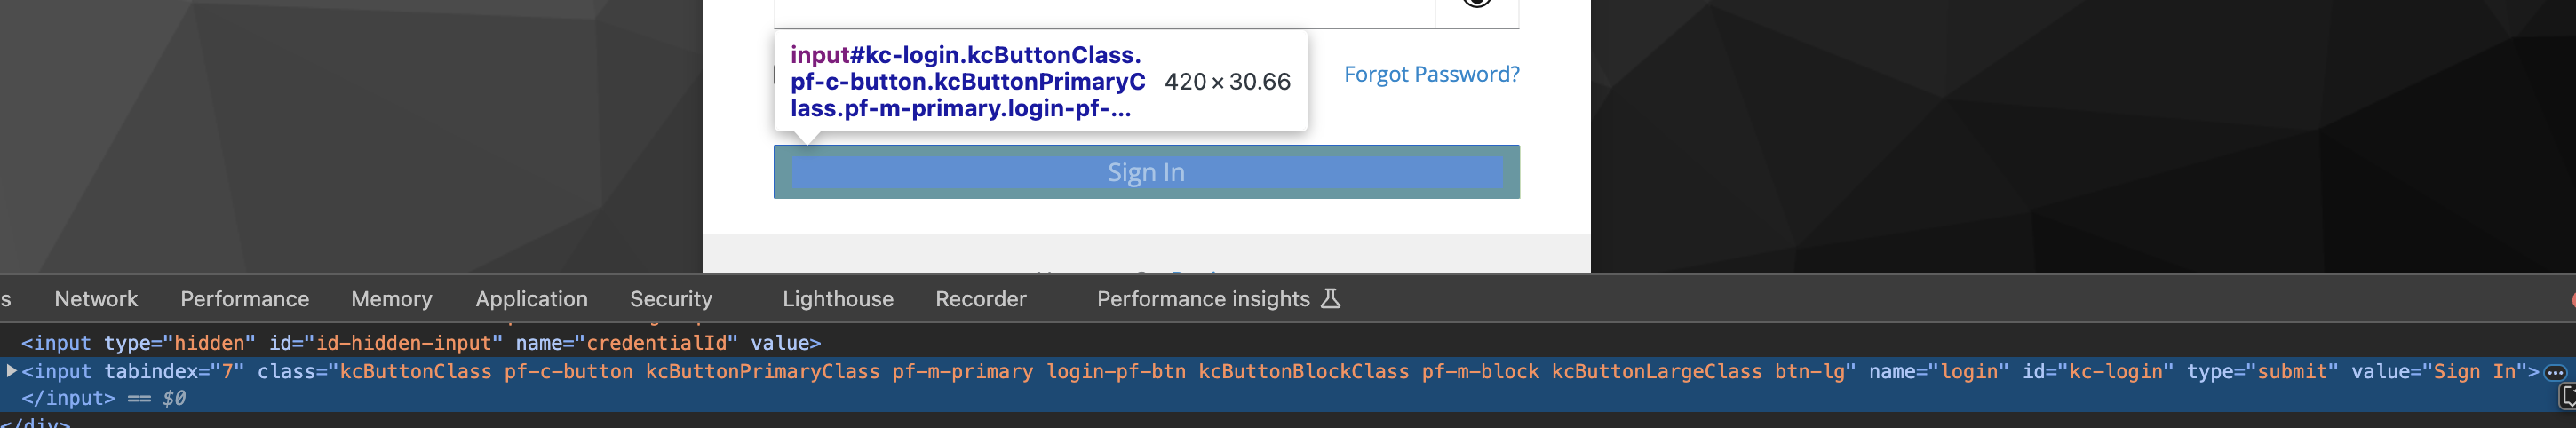 input#kc-login.kcButtonClass.
pf-c-button.kcButtonPrimaryC
lass.pf-m-primary.login-pf-...
420 × 30.66
Forgot Password?
Sign In
s Network Performance Memory Application Security Lighthouse Recorder Performance insights
<input type="hidden" id="id-hidden-input" name="credentialId" value>
<input tabindex="7" class="kcButtonClass pf-c-button kcButtonPrimaryClass pf-m-primary login-pf-btn kcButtonBlockClass pf-m-block kcButtonLargeClass btn-lg" name="login" id="kc-login" type="submit" value="Sign In">
</input> == $0
</div>